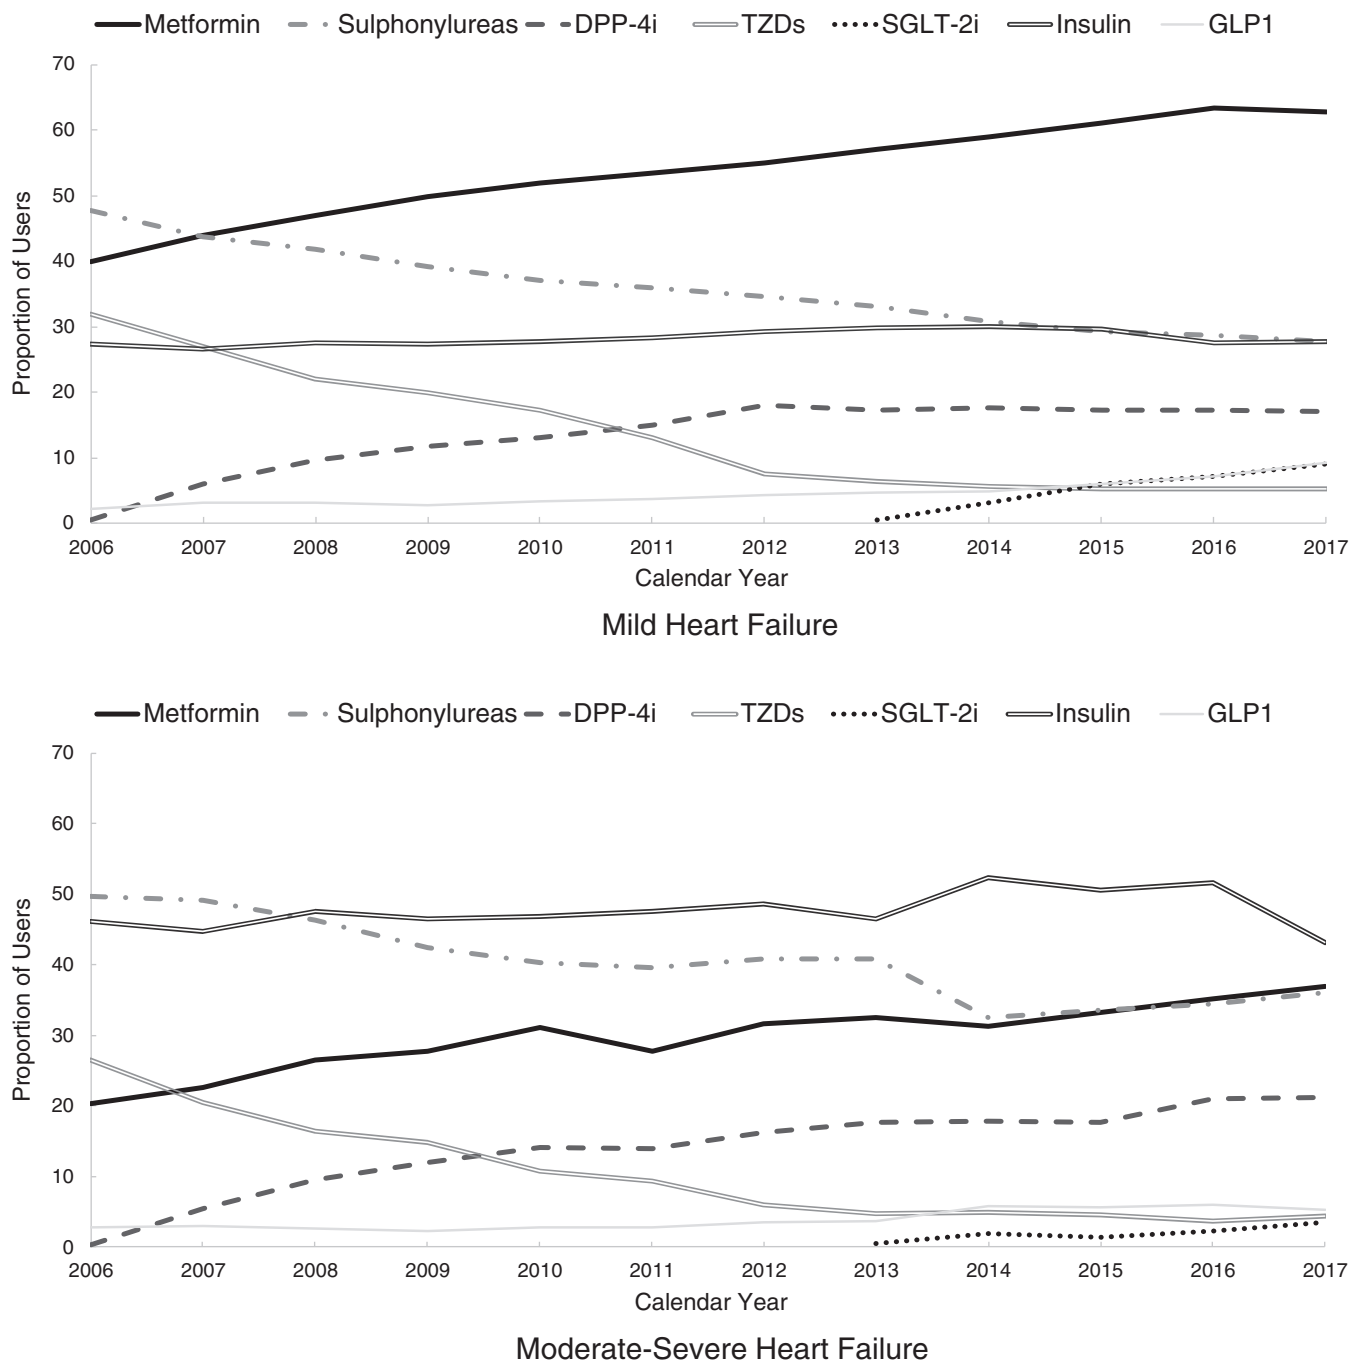 Metformin Sulphonylureas DPP-4i TZDs SGLT-2i Insulin GLP1
70
60
50
40
30
20
10
0
Proportion of Users
2006 2007 2008 2009 2010 2011 2012 2013 2014 2015 2016 2017
Calendar Year
Mild Heart Failure
Metformin Sulphonylureas DPP-4i TZDs SGLT-2i Insulin GLP1
70
60
50
40
30
20
10
0
Proportion of Users
2006 2007 2008 2009 2010 2011 2012 2013 2014 2015 2016 2017
Calendar Year
Moderate-Severe Heart Failure